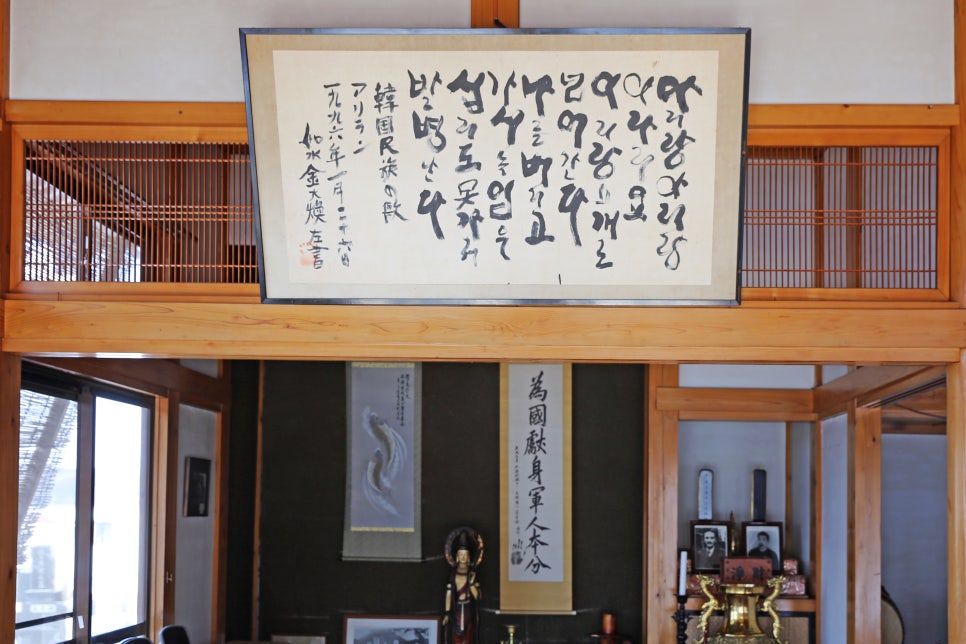 아리랑아리랑
아라리요
아리랑고개로
넘어간다
나를버리고
가시는임은
십리도못가서
발병난다
韓国民族の歌
アリラン
一九九六年一月二十六日
如水金大煥左書
為國獻身軍人本分